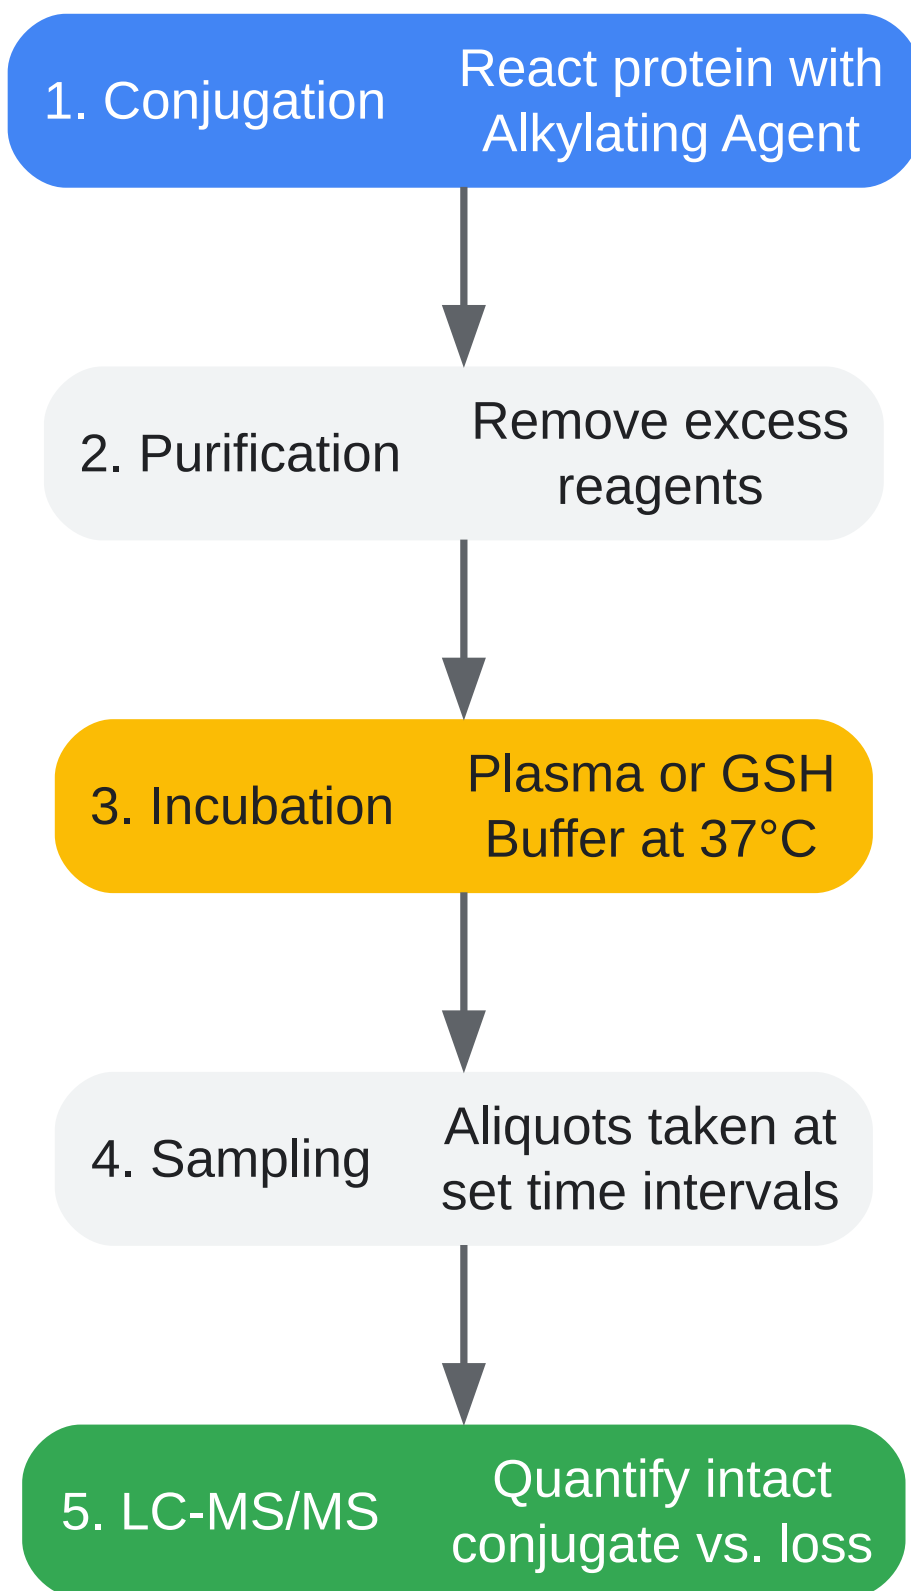 1. Conjugation
React protein with
Alkylating Agent
2. Purification
Remove excess
reagents
3. Incubation
Plasma or GSH
Buffer at 37°C
4. Sampling
Aliquots taken at
set time intervals
5. LC-MS/MS
Quantify intact
conjugate vs. loss